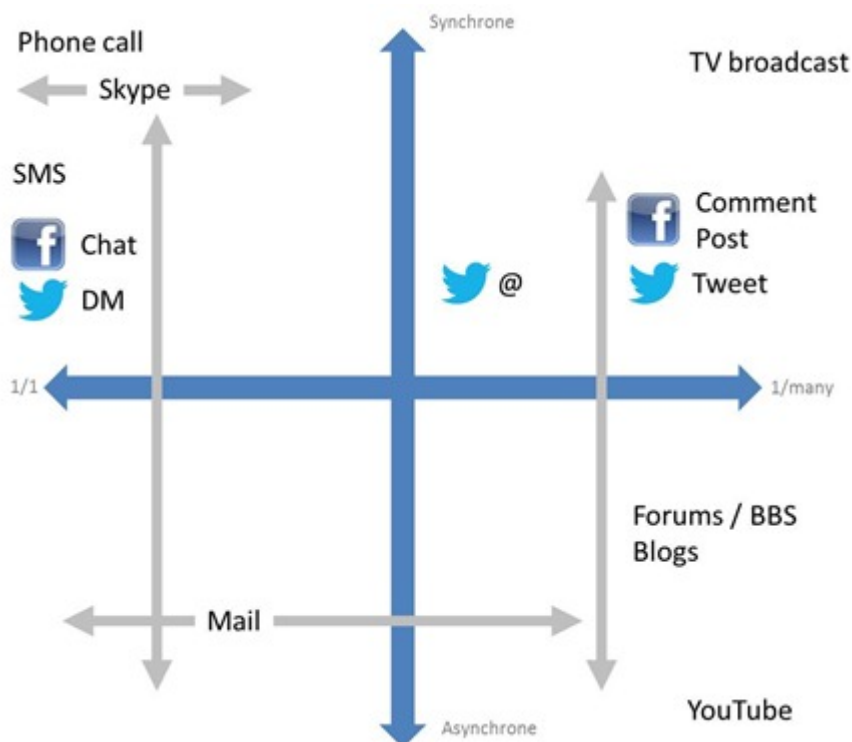 Synchrone
Phone call
TV broadcast
Skype
SMS
Comment
Post
Chat
@
Tweet
DM
1/1
1/many
Forums / BBS
Blogs
Mail
YouTube
Asynchrone